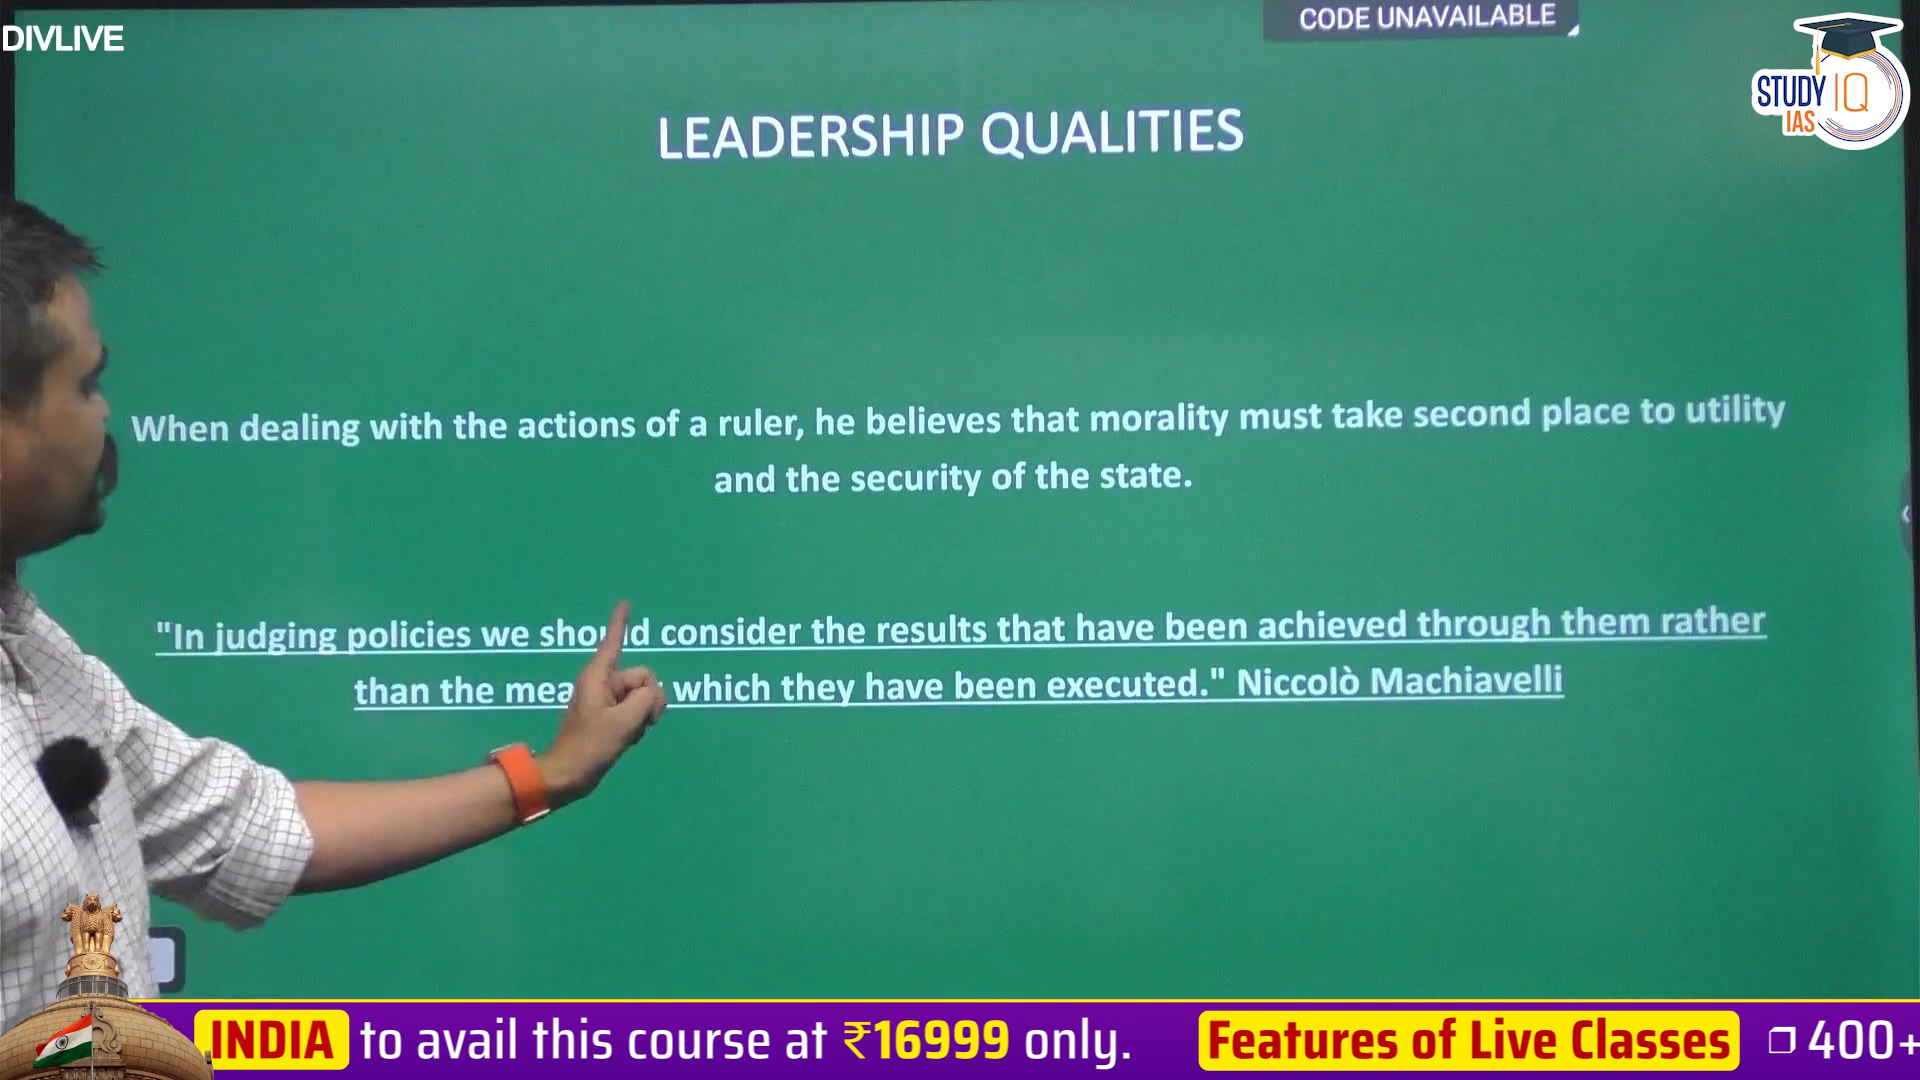 DIVLIVE
CODE UNAVAILABLE
STUDY IQ
IAS
LEADERSHIP QUALITIES
When dealing with the actions of a ruler, he believes that morality must take second place to utility
and the security of the state.
"In judging policies we should consider the results that have been achieved through them rather
than the which they have been executed." Niccolò Machiavelli
INDIA to avail this course at ₹16999 only. Features of Live Classes 400+